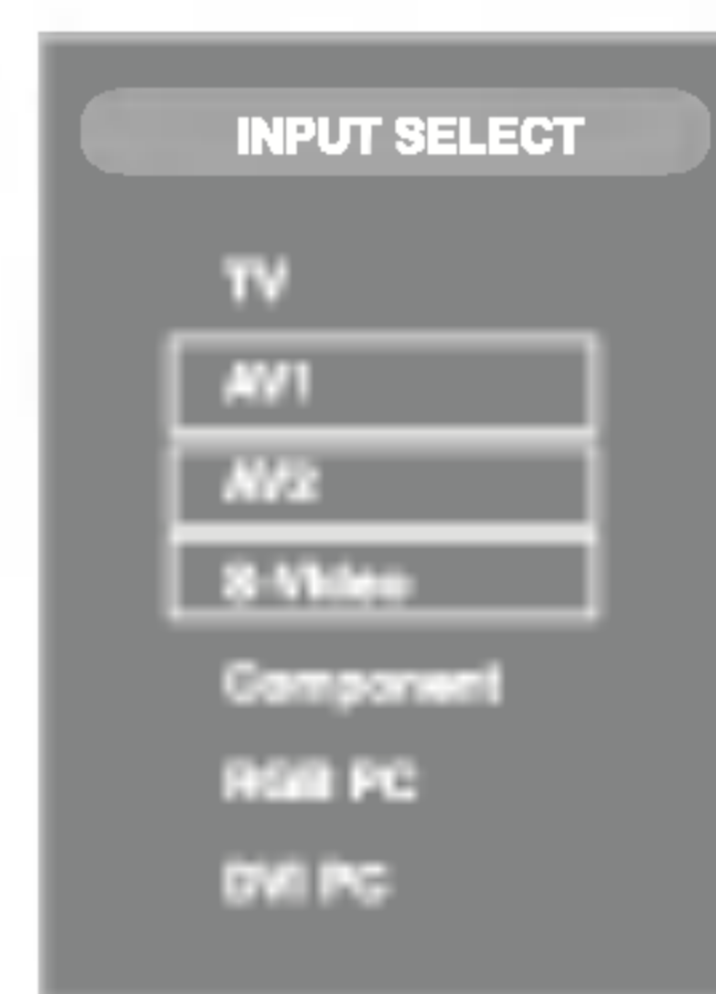 INPUT SELECT
TV
AV1
AV2
S-Video
Component
RGB PC
DVI PC